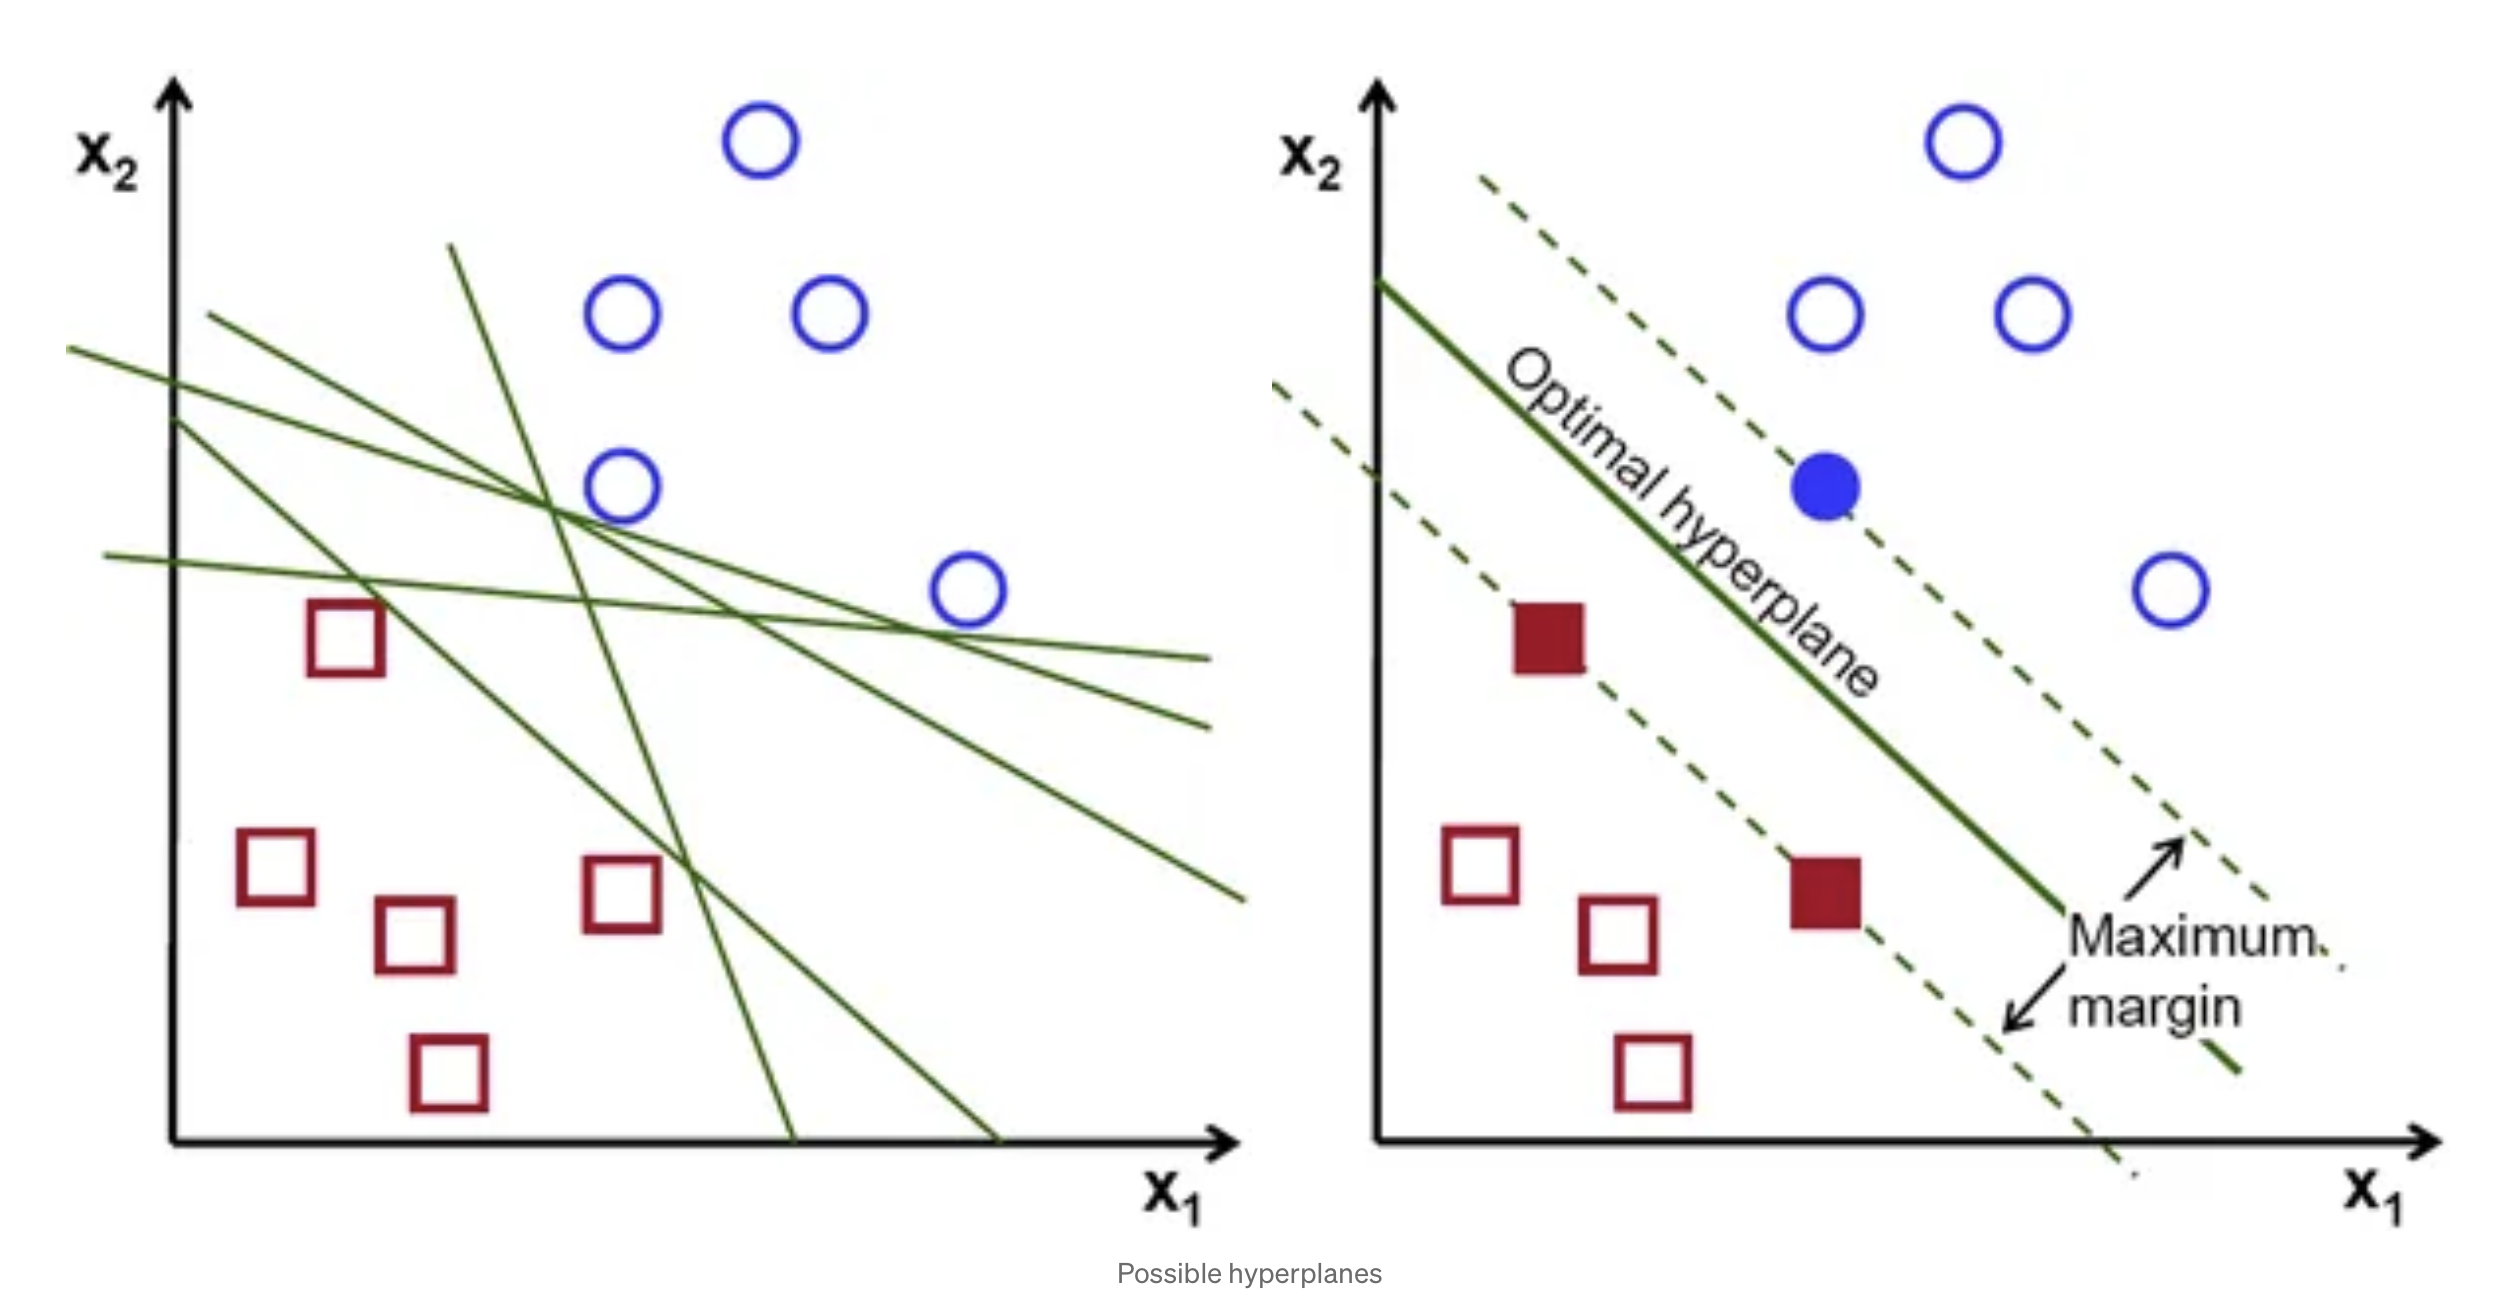 x₂
x₁
x₂
Optimal hyperplane
Maximum
margin
x₁
Possible hyperplanes